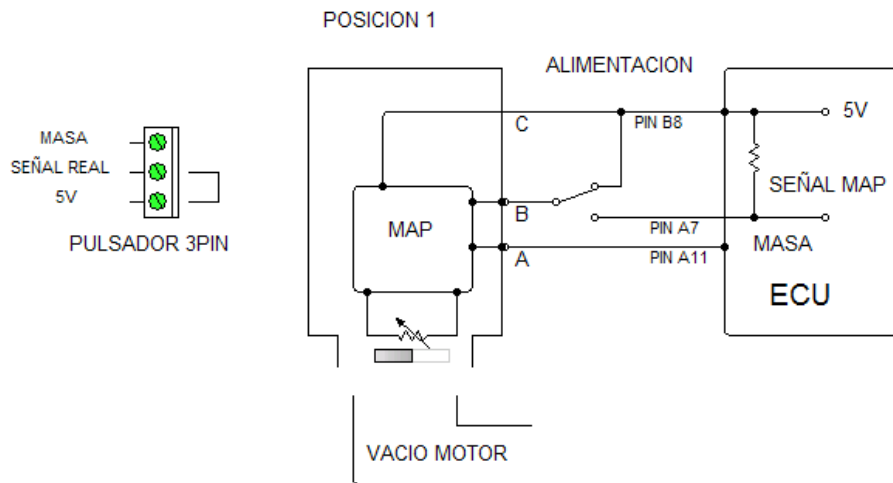 POSICION 1
ALIMENTACION
MASA
SEÑAL REAL
5V
PULSADOR 3PIN
C
PIN B8
5V
MAP
B
SEÑAL MAP
PIN A7
A
PIN A11
MASA
ECU
VACIO MOTOR